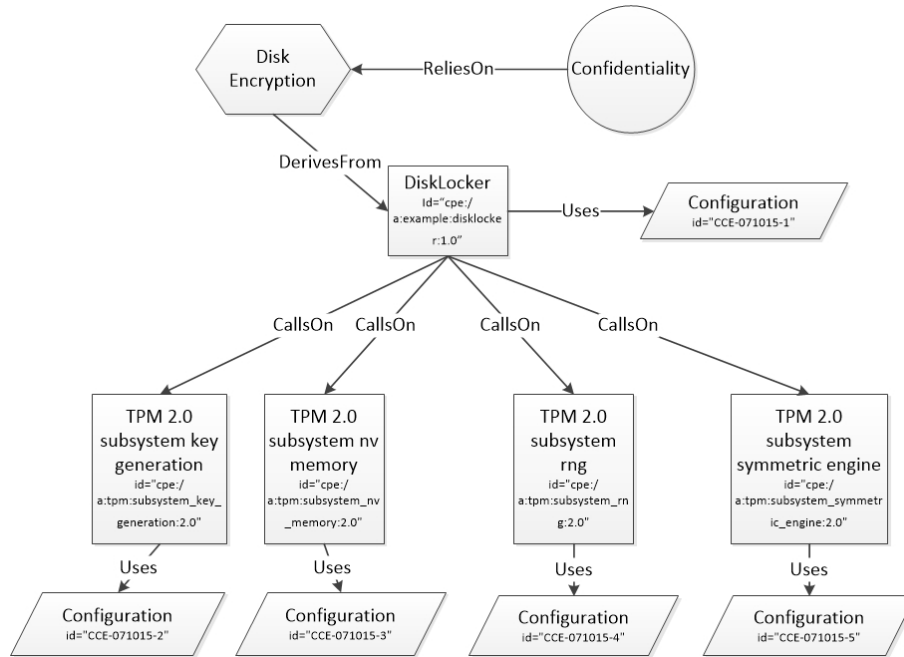 Disk
Encryption
ReliesOn
Confidentiality
DerivesFrom
DiskLocker
Id="cpe:/
a:example:disklocke
r:1.0"
Uses
Configuration
id="CCE-071015-1"
CallsOn
CallsOn
CallsOn
CallsOn
TPM 2.0
subsystem key
generation
id="cpe:/
a:tpm:subsystem_key_
generation:2.0"
TPM 2.0
subsystem nv
memory
id="cpe:/
a:tpm:subsystem_nv
_memory:2.0"
TPM 2.0
subsystem
rng
id="cpe:/
a:tpm:subsystem_rn
g:2.0"
TPM 2.0
subsystem
symmetric engine
id="cpe:/
a:tpm:subsystem_symmetr
ic_engine:2.0"
Uses
Uses
Uses
Uses
Configuration
id="CCE-071015-2"
Configuration
id="CCE-071015-3"
Configuration
id="CCE-071015-4"
Configuration
id="CCE-071015-5"